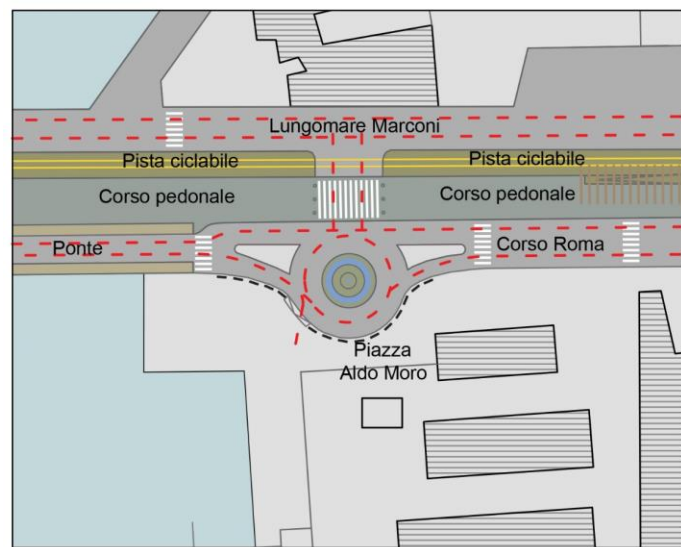 Lungomare Marconi
Pista ciclabile
Pista ciclabile
Corso pedonale
Corso pedonale
Ponte
Corso Roma
Piazza
Aldo Moro